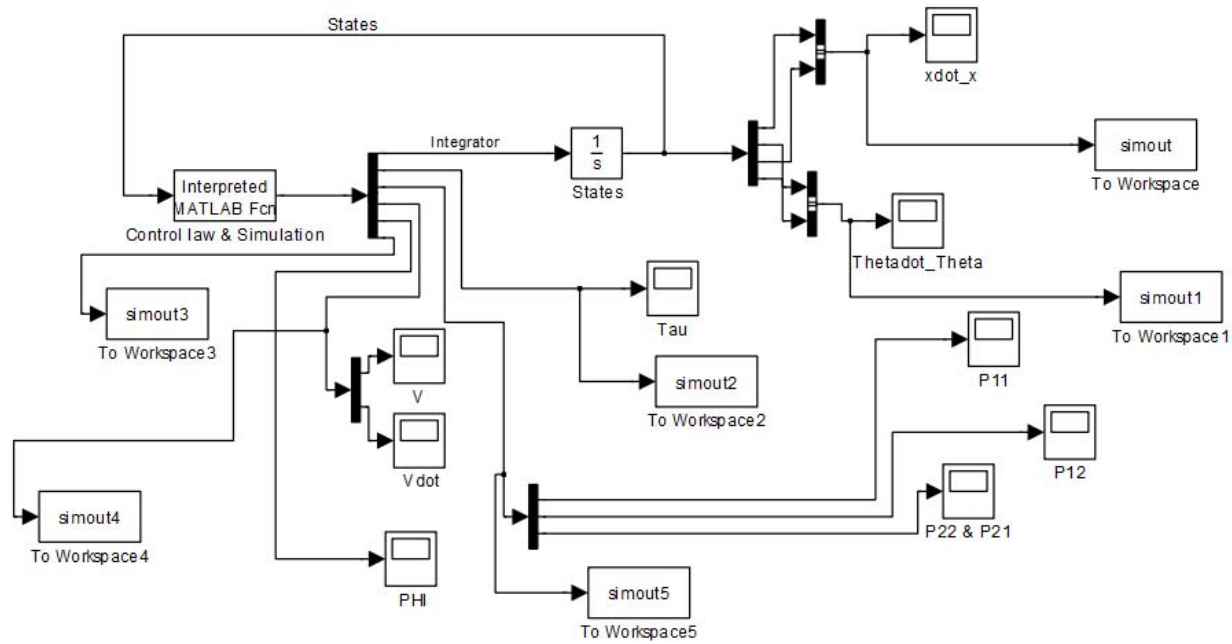 States
xdot_x
Integrator
1
s
States
simout
To Workspace
Interpreted
MATLAB Fcn
Control law & Simulation
Thetadot_Theta
simout3
To Workspace3
Tau
simout1
To Workspace1
V
simout2
To Workspace2
P11
Vdot
P12
simout4
To Workspace4
P22 & P21
PHI
simout5
To Workspace5